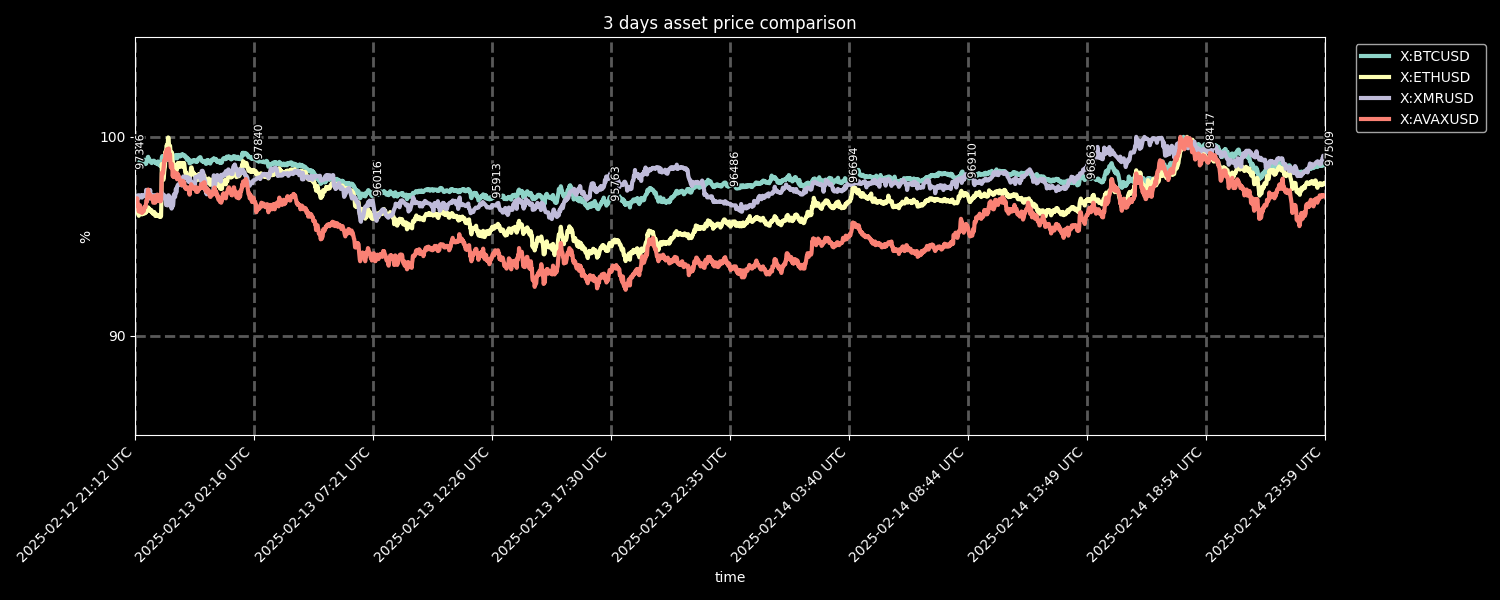 3 days asset price comparison
X:BTCUSD
X:ETHUSD
X:XMRUSD
X:AVAXUSD
100
90
%
97346
97840
96016
95913
95763
96486
96694
96910
96863
98417
97509
2025-02-12 21:12 UTC
2025-02-13 02:16 UTC
2025-02-13 07:21 UTC
2025-02-13 12:26 UTC
2025-02-13 17:30 UTC
2025-02-13 22:35 UTC
2025-02-14 03:40 UTC
2025-02-14 08:44 UTC
2025-02-14 13:49 UTC
2025-02-14 18:54 UTC
2025-02-14 23:59 UTC
time